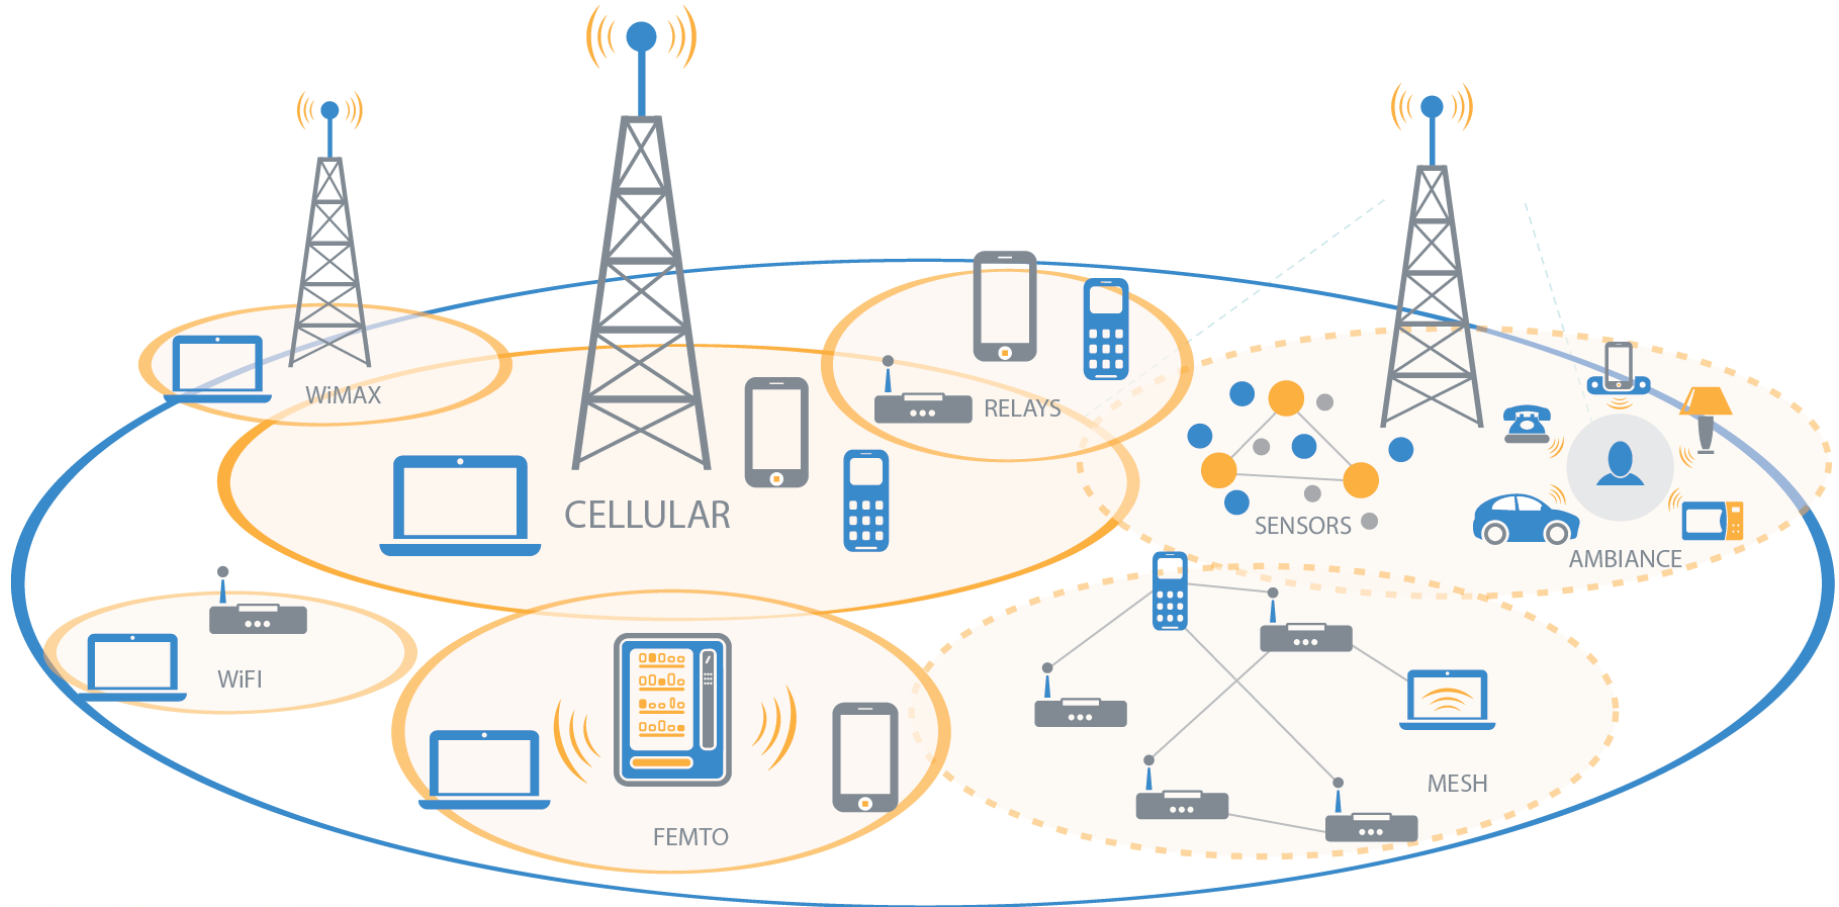 WiMAX
RELAYS
CELLULAR
SENSORS
AMBIANCE
WiFI
MESH
FEMTO